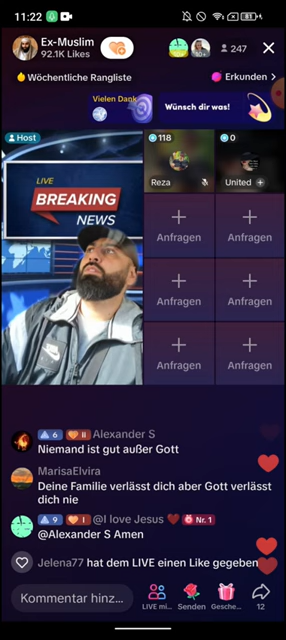 11:22
81
Ex-Muslim
92.1K Likes
247
Wöchentliche Rangliste
Erkunden
Vielen Dank
Wünsch dir was!
Host
118
0
LIVE
BREAKING
NEWS
Reza
United
Anfragen
Anfragen
Anfragen
Anfragen
Anfragen
Anfragen
6 II Alexander S
Niemand ist gut außer Gott
MarisaElvira
Deine Familie verlässt dich aber Gott verlässt
dich nie
9 I @I love Jesus Nr. 1
@Alexander S Amen
Jelena77 hat dem LIVE einen Like gegeben
Kommentar hinz...
LIVE mi...
Senden
Gesche...
12